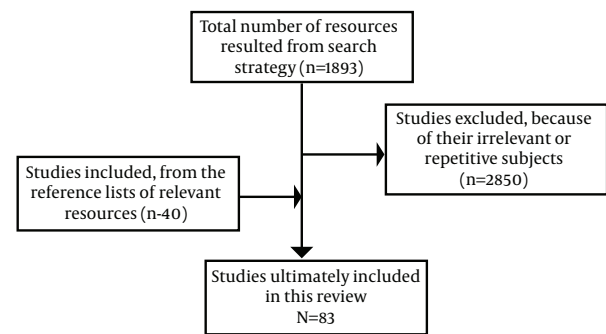 Total number of resources
resulted from search
strategy (n=1893)
Studies excluded, because
of their irrelevant or
repetitive subjects
(n=2850)
Studies included, from the
reference lists of relevant
resources (n-40)
Studies ultimately included
in this review
N=83